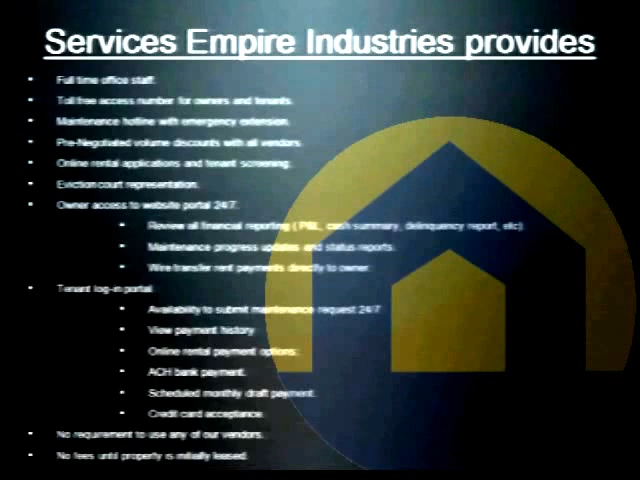 Services Empire Industries provides
Full time office staff.
Toll free access number for owners and tenants.
Maintenance hotline with emergency extension.
Pre-Negotiated volume discounts with all vendors
Online rental applications and tenant screening.
Eviction court representation.
Owner access to website portal 24/7.
Review all financial reporting ( P&L, cash summary, delinquency report, etc)
Maintenance progress updates and status reports.
Wire transfer rent payments directly to owner.
Tenant log-in portal
Availability to submit maintenance request 24/7
View payment history
Online rental payment options.
ACH bank payment.
Scheduled monthly draft payment.
Credit card acceptance.
No requirement to use any of our vendors.
No fees until property is initially leased.